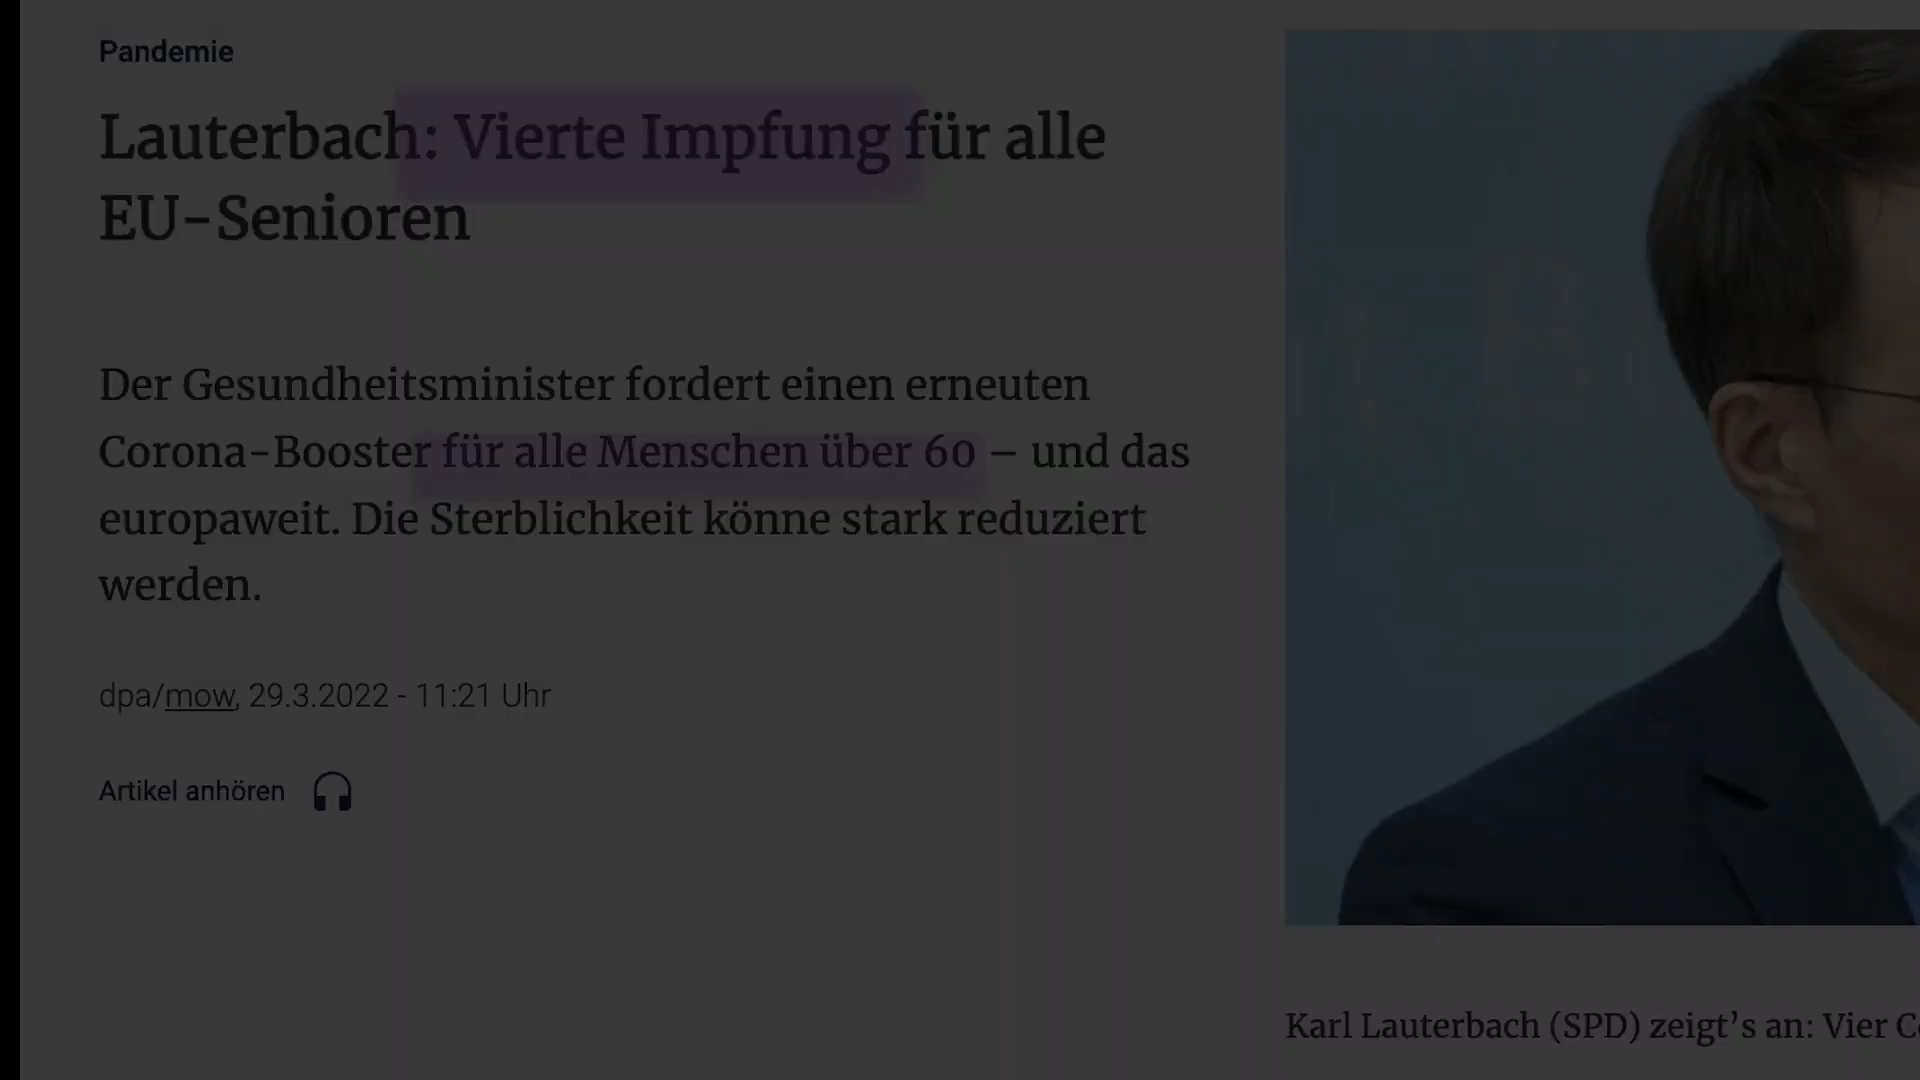 Pandemie
Lauterbach: Vierte Impfung für alle
EU-Senioren
Der Gesundheitsminister fordert einen erneuten
Corona-Booster für alle Menschen über 60 – und das
europaweit. Die Sterblichkeit könne stark reduziert
werden.
dpa/mow, 29.3.2022 - 11:21 Uhr
Artikel anhören
Karl Lauterbach (SPD) zeigt’s an: Vier